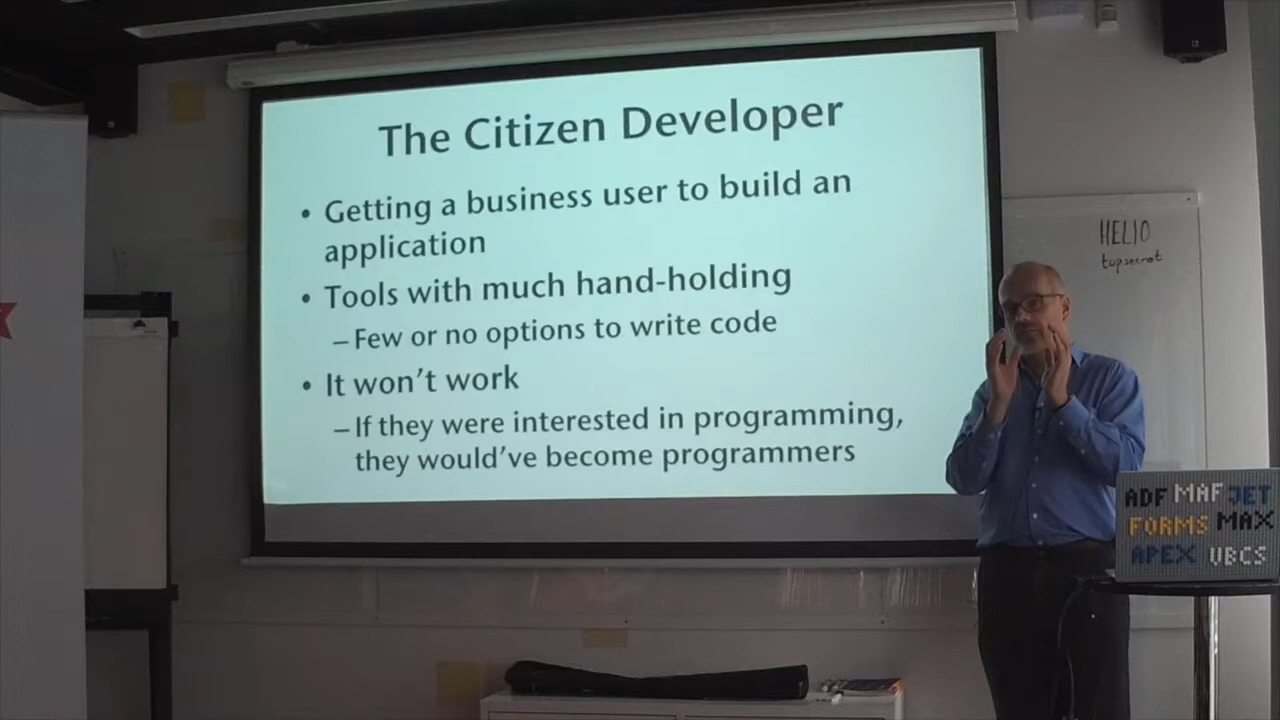 The Citizen Developer
• Getting a business user to build an
application
• Tools with much hand-holding
– Few or no options to write code
• It won't work
– If they were interested in programming,
they would've become programmers
HELIO
topsecret
ADF MAF JET
FORMS MAX
APEX VBCS